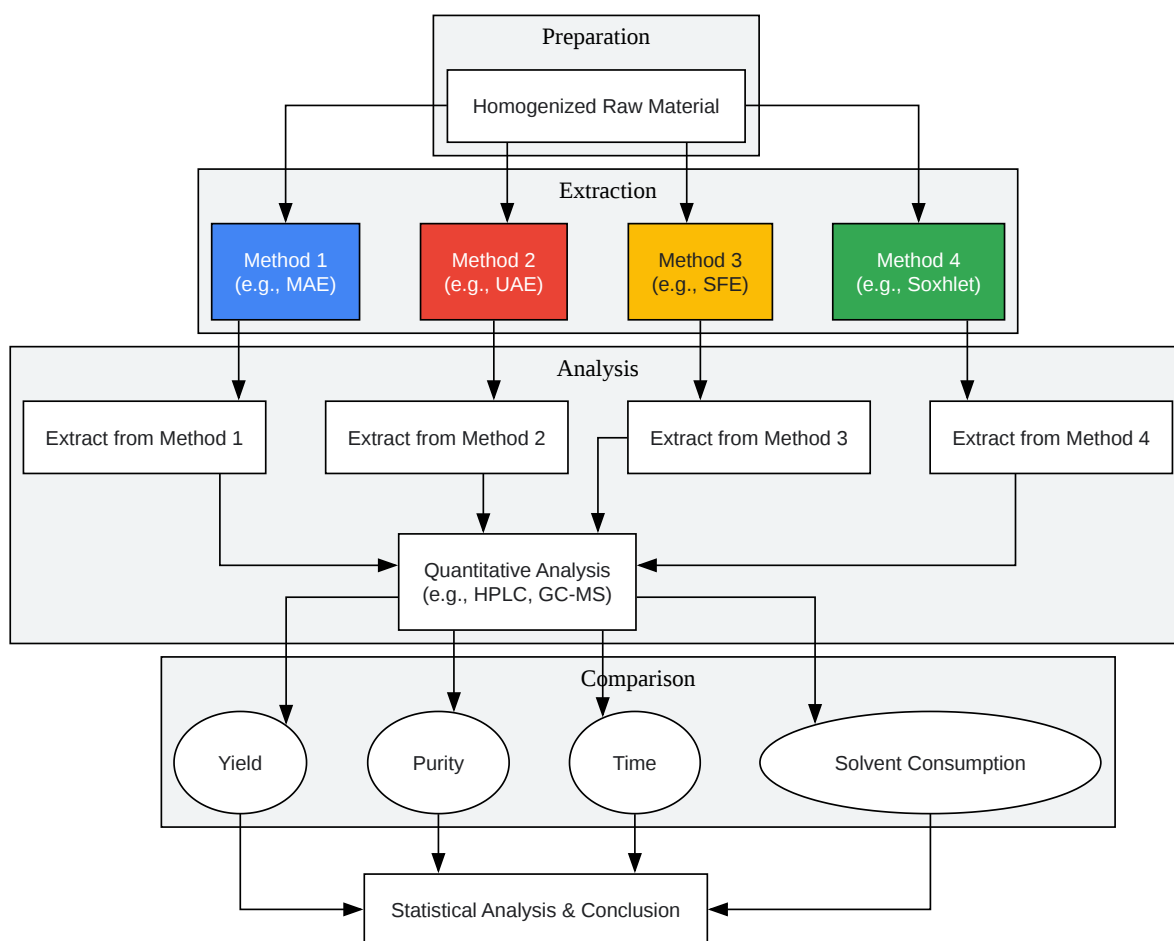 Preparation
Homogenized Raw Material
Extraction
Method 1
(e.g., MAE)
Method 2
(e.g., UAE)
Method 3
(e.g., SFE)
Method 4
(e.g., Soxhlet)
Analysis
Extract from Method 1
Extract from Method 2
Extract from Method 3
Extract from Method 4
Quantitative Analysis
(e.g., HPLC, GC-MS)
Comparison
Yield
Purity
Time
Solvent Consumption
Statistical Analysis & Conclusion